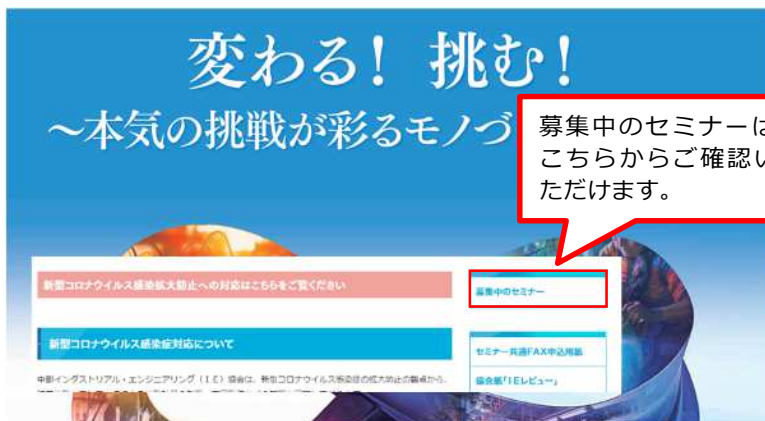 変わる! 挑む!
～本気の挑戦が彩るモノづ
募集中のセミナーは
こちらからご確認い
ただけます。
新型コロナウイルス感染拡大防止への対応はこちらをご覧ください
募集中のセミナー
新型コロナウイルス感染症対応について
セミナー共通FAX申込用紙
中部インダストリアル・エンジニアリング（IE）協会は、新型コロナウイルス感染症の拡大防止の観点から、
協会紙「IEレビュー」